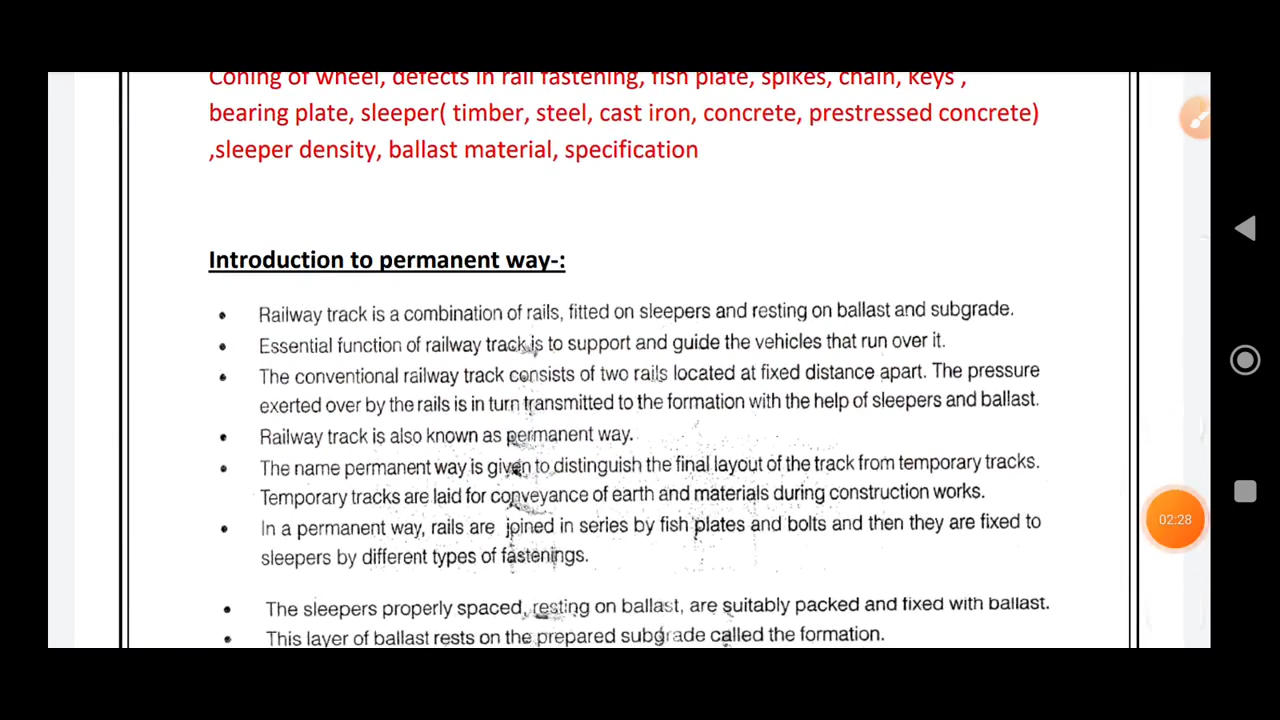 Coning of wheel, defects in rail fastening, fish plate, spikes, chain, keys ,
bearing plate, sleeper( timber, steel, cast iron, concrete, prestressed concrete)
,sleeper density, ballast material, specification
Introduction to permanent way-:
• Railway track is a combination of rails, fitted on sleepers and resting on ballast and subgrade.
• Essential function of railway track is to support and guide the vehicles that run over it.
• The conventional railway track consists of two rails located at fixed distance apart. The pressure
exerted over by the rails is in turn transmitted to the formation with the help of sleepers and ballast.
• Railway track is also known as permanent way.
• The name permanent way is given to distinguish the final layout of the track from temporary tracks.
Temporary tracks are laid for conveyance of earth and materials during construction works.
• In a permanent way, rails are joined in series by fish plates and bolts and then they are fixed to
sleepers by different types of fastenings.
• The sleepers properly spaced, resting on ballast, are suitably packed and fixed with ballast.
• This layer of ballast rests on the prepared subgrade called the formation.
02:28